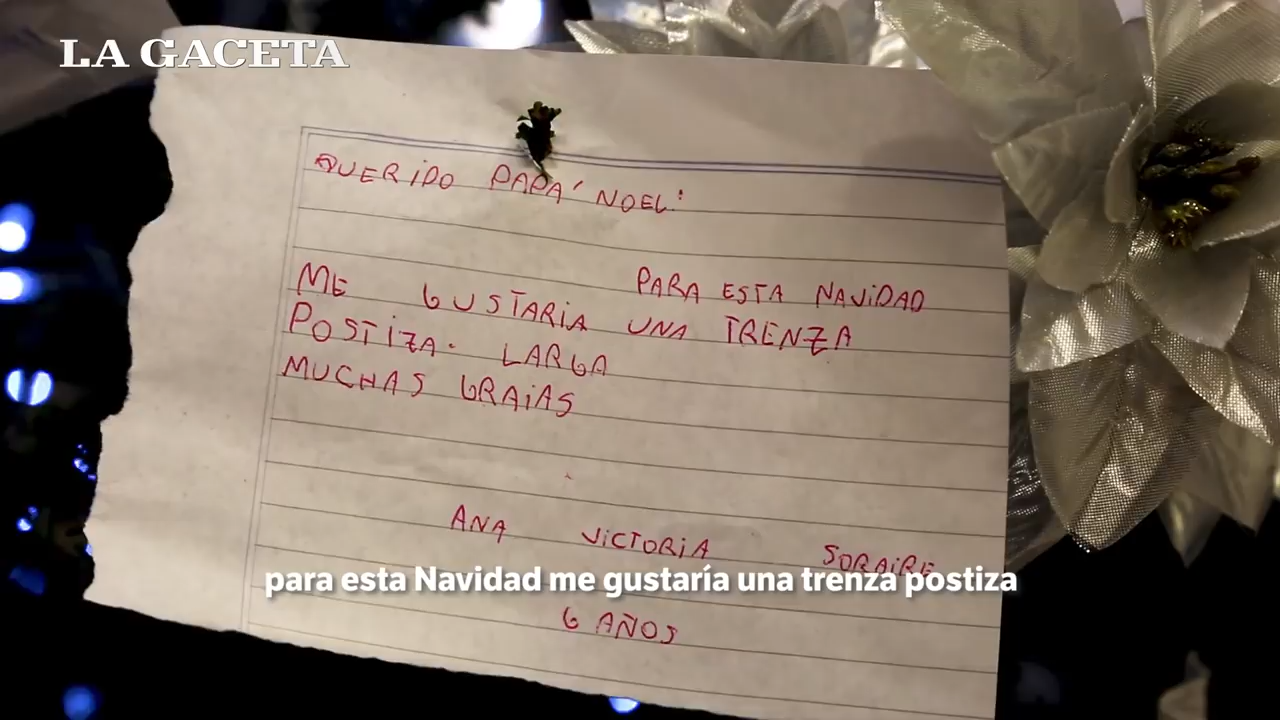 LA GACETA
QUERIDO PAPA' NOEL:
PARA ESTA NAVIDAD
ME GUSTARIA UNA TRENZA
POSTIZA. LARGA
MUCHAS GRAIAS
ANA VICTORIA SORAIRE
para esta Navidad me gustaría una trenza postiza
6 AÑOS